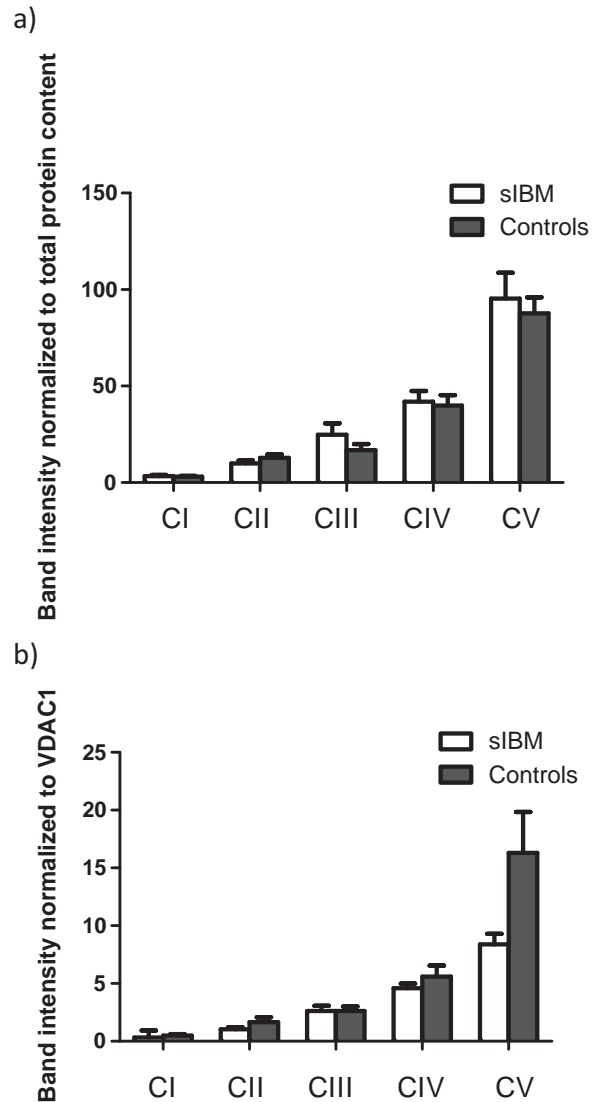 a)
Band intensity normalized to total protein content
150
100
50
0
sIBM
Controls
CI CII CIII CIV CV
b)
Band intensity normalized to VDAC1
25
20
15
10
5
0
sIBM
Controls
CI CII CIII CIV CV